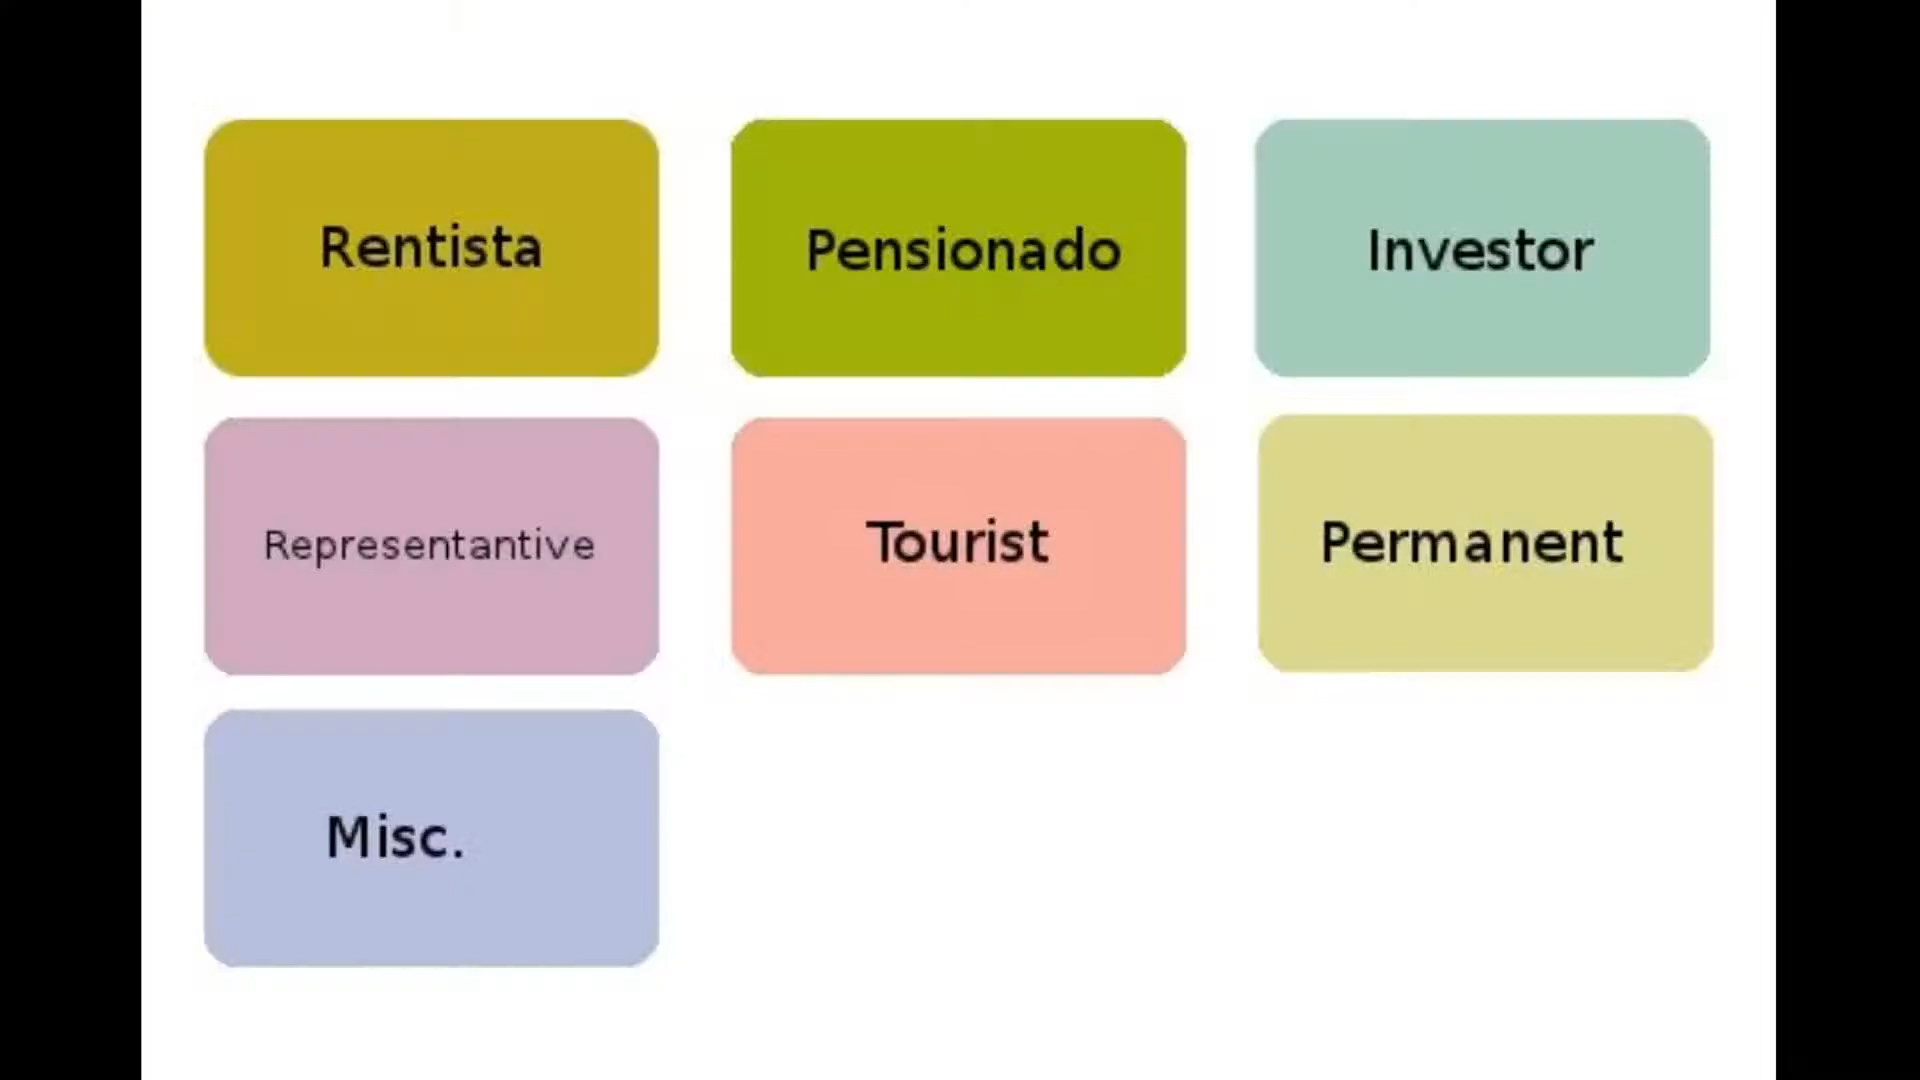 Rentista
Pensionado
Investor
Representantive
Tourist
Permanent
Misc.